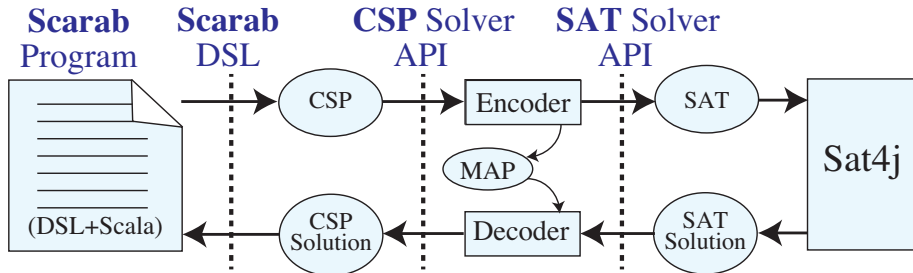 Scarab
Program
Scarab
DSL
CSP Solver
API
SAT Solver
API
CSP
Encoder
SAT
MAP
Sat4j
(DSL+Scala)
CSP
Solution
Decoder
SAT
Solution